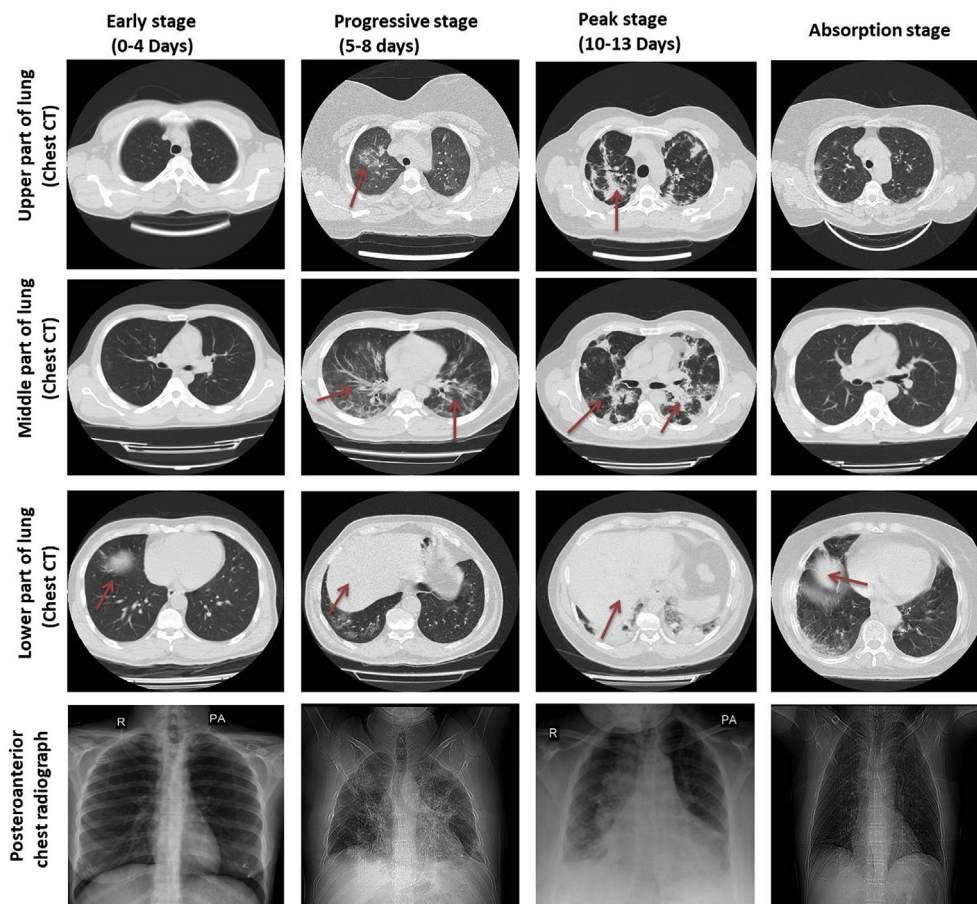 Early stage
(0-4 Days)
Progressive stage
(5-8 days)
Peak stage
(10-13 Days)
Absorption stage
Upper part of lung
(Chest CT)
Middle part of lung
(Chest CT)
Lower part of lung
(Chest CT)
Posteroanterior
chest radiograph
R
PA
R
PA